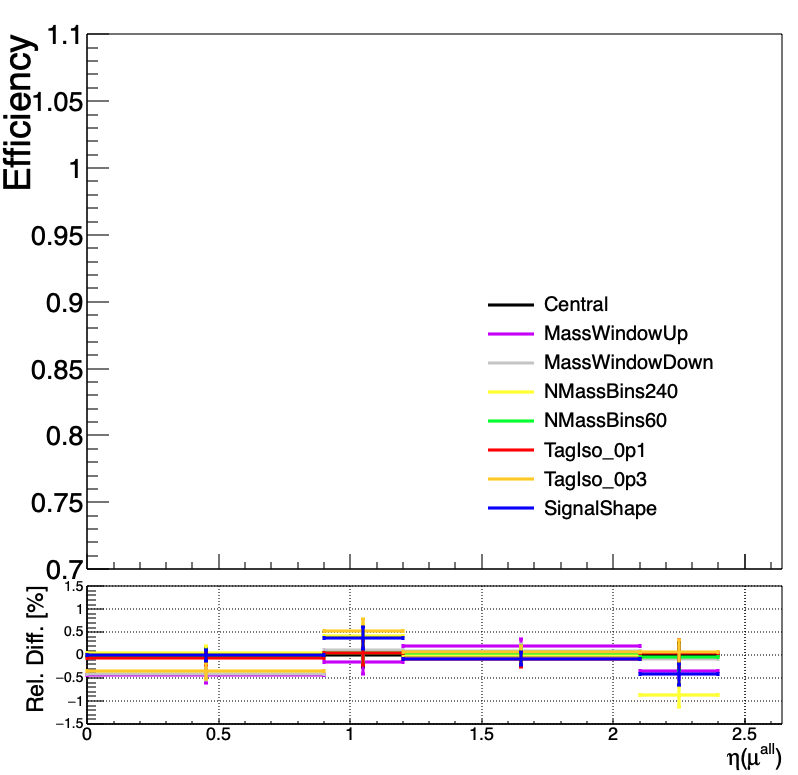 Efficiency
1.1
1.05
1
0.95
0.9
0.85
0.8
0.75
0.7
Central
MassWindowUp
MassWindowDown
NMassBins240
NMassBins60
TagIso_0p1
TagIso_0p3
SignalShape
Rel. Diff. [%]
1.5
1
0.5
0
−0.5
−1
−1.5
0 0.5 1 1.5 2 2.5
η(μ^all)